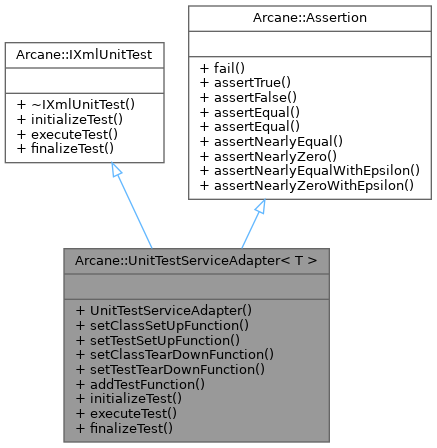 Arcane::IXmlUnitTest
+ ~IXmlUnitTest()
+ initializeTest()
+ executeTest()
+ finalizeTest()
Arcane::Assertion
+ fail()
+ assertTrue()
+ assertFalse()
+ assertEqual()
+ assertEqual()
+ assertNearlyEqual()
+ assertNearlyZero()
+ assertNearlyEqualWithEpsilon()
+ assertNearlyZeroWithEpsilon()
Arcane::UnitTestServiceAdapter< T >
+ UnitTestServiceAdapter()
+ setClassSetUpFunction()
+ setTestSetUpFunction()
+ setClassTearDownFunction()
+ setTestTearDownFunction()
+ addTestFunction()
+ initializeTest()
+ executeTest()
+ finalizeTest()